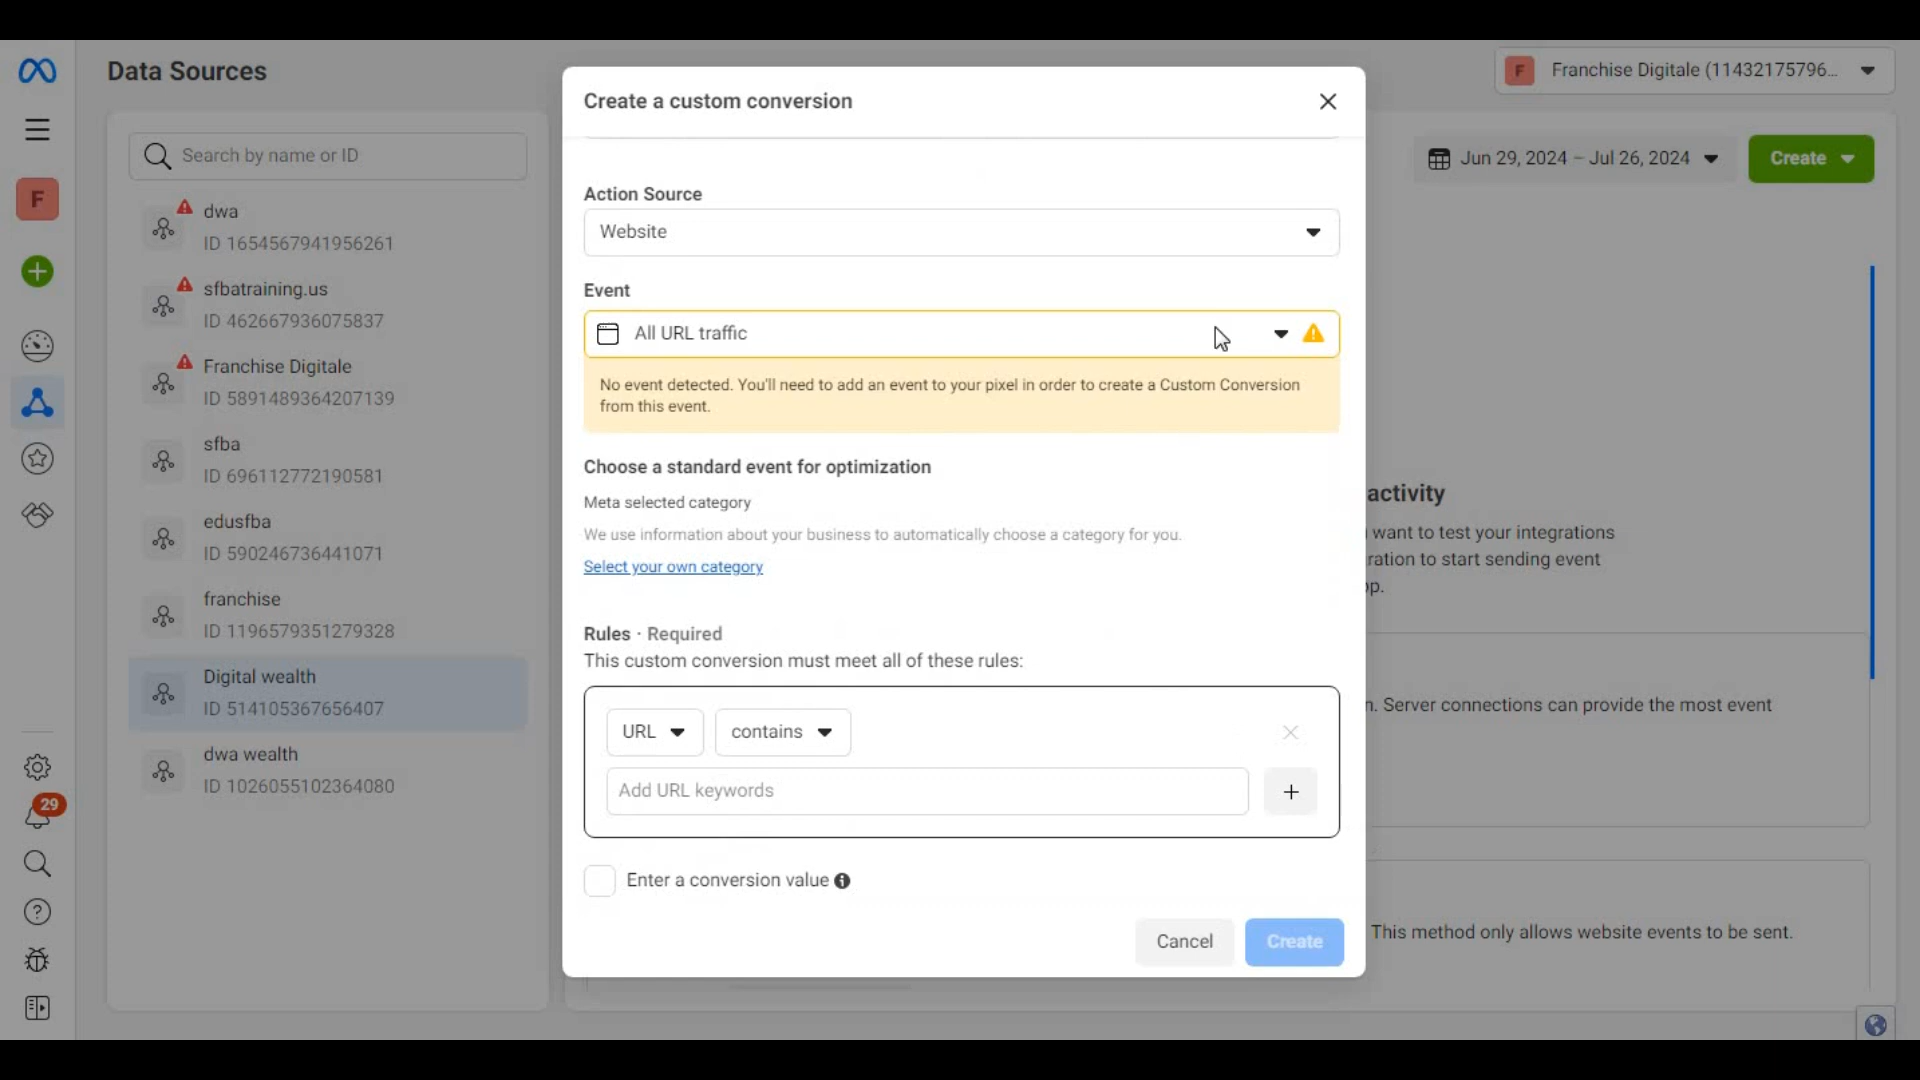 Data Sources
F
Franchise Digitale (11432175796...
Search by name or ID
Jun 29, 2024 – Jul 26, 2024
Create
F
dwa
ID 1654567941956261
sfbatraining.us
ID 462667936075837
Franchise Digitale
ID 5891489364207139
sfba
ID 696112772190581
edusfba
ID 590246736441071
franchise
ID 1196579351279328
Digital wealth
ID 514105367656407
dwa wealth
ID 1026055102364080
29
Create a custom conversion
Action Source
Website
Event
All URL traffic
No event detected. You'll need to add an event to your pixel in order to create a Custom Conversion
from this event.
Choose a standard event for optimization
Meta selected category
We use information about your business to automatically choose a category for you.
Select your own category
Rules · Required
This custom conversion must meet all of these rules:
URL
contains
Add URL keywords
Enter a conversion value
Cancel
Create
activity
want to test your integrations
ration to start sending event
op.
n. Server connections can provide the most event
This method only allows website events to be sent.